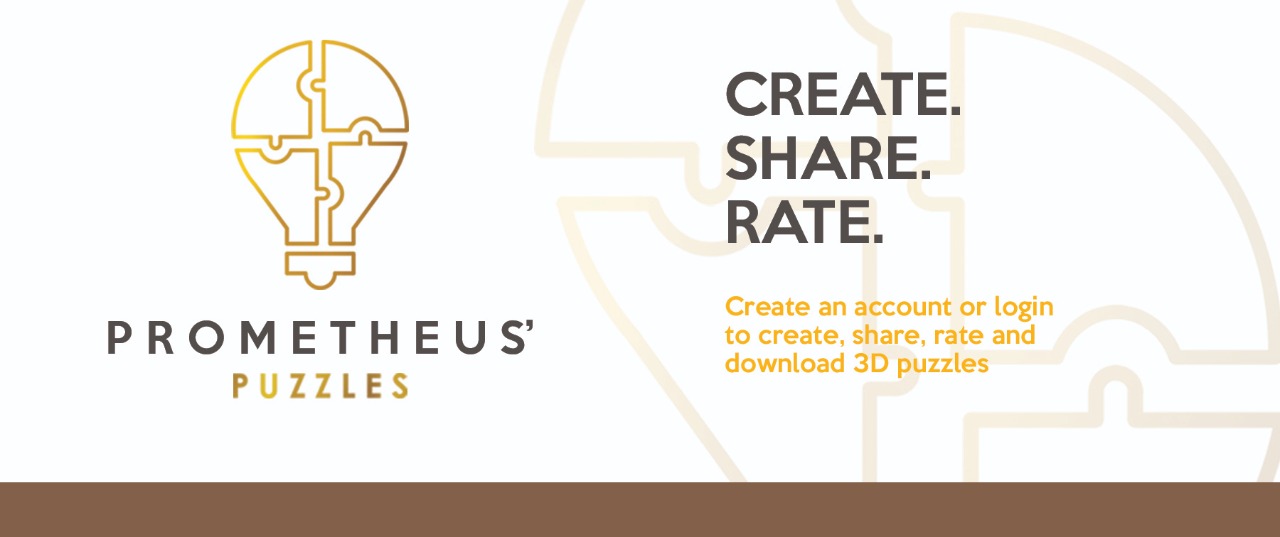 PROMETHEUS’
PUZZLES
CREATE.
SHARE.
RATE.
Create an account or login
to create, share, rate and
download 3D puzzles